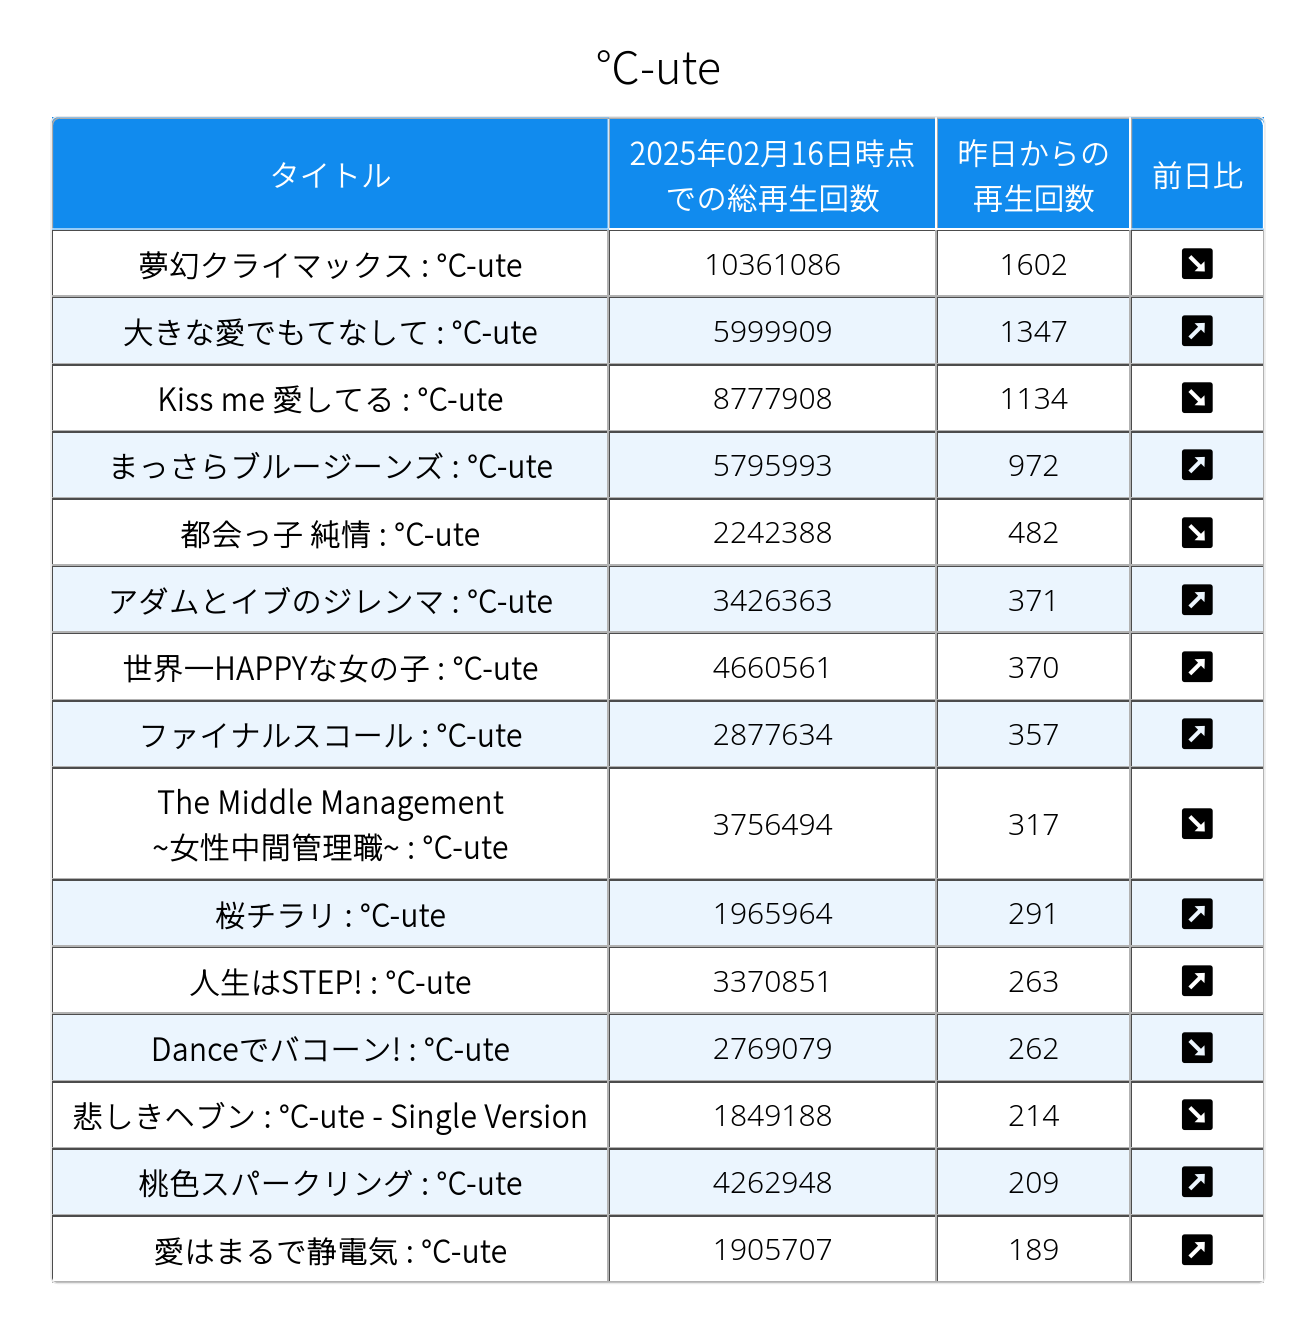 °C-ute
タイトル 2025年02月16日時点での総再生回数 昨日からの再生回数 前日比
夢幻クライマックス : °C-ute 10361086 1602
大きな愛でもてなして : °C-ute 5999909 1347
Kiss me 愛してる : °C-ute 8777908 1134
まっさらブルージーンズ : °C-ute 5795993 972
都会っ子 純情 : °C-ute 2242388 482
アダムとイブのジレンマ : °C-ute 3426363 371
世界一HAPPYな女の子 : °C-ute 4660561 370
ファイナルスコール : °C-ute 2877634 357
The Middle Management
~女性中間管理職~ : °C-ute 3756494 317
桜チラリ : °C-ute 1965964 291
人生はSTEP! : °C-ute 3370851 263
Danceでバコーン! : °C-ute 2769079 262
悲しきヘブン : °C-ute - Single Version 1849188 214
桃色スパークリング : °C-ute 4262948 209
愛はまるで静電気 : °C-ute 1905707 189